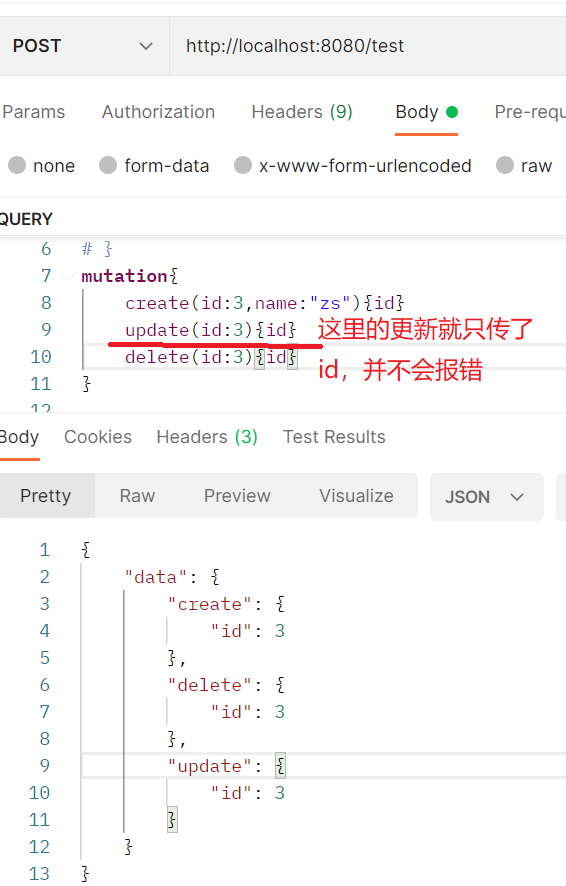 POST http://localhost:8080/test
Params Authorization Headers (9) Body Pre-requ
none form-data x-www-form-urlencoded raw
QUERY
6 # }
7 mutation{
8 create(id:3,name:"zs"){id}
9 update(id:3){id} 这里的更新就只传了
10 delete(id:3){id} id，并不会报错
11 }
12
Body Cookies Headers (3) Test Results
Pretty Raw Preview Visualize JSON
1 {
2 "data": {
3 "create": {
4 "id": 3
5 },
6 "delete": {
7 "id": 3
8 },
9 "update": {
10 "id": 3
11 }
12 }
13 }